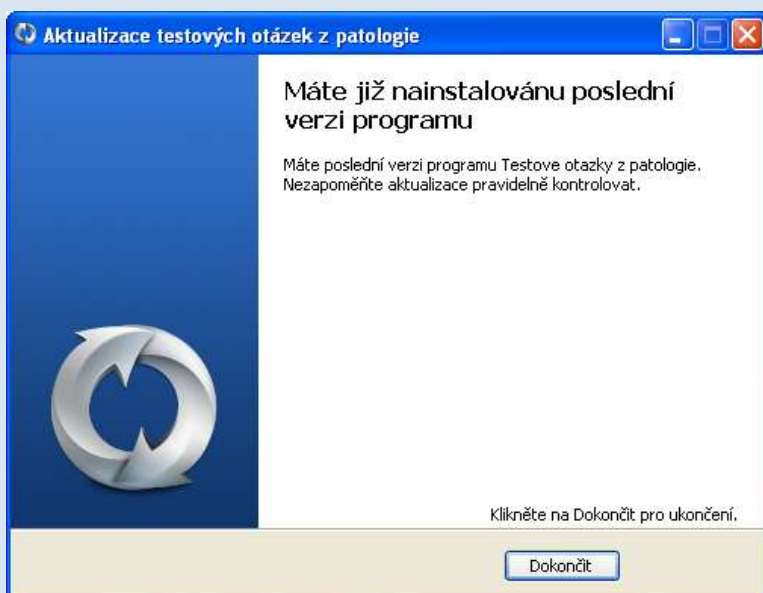 Aktualizace testových otázek z patologie
Máte již nainstalovánu poslední
verzi programu
Máte poslední verzi programu Testove otazky z patologie.
Nezapoměňte aktualizace pravidelně kontrolovat.
Klikněte na Dokončit pro ukončení.
Dokončit